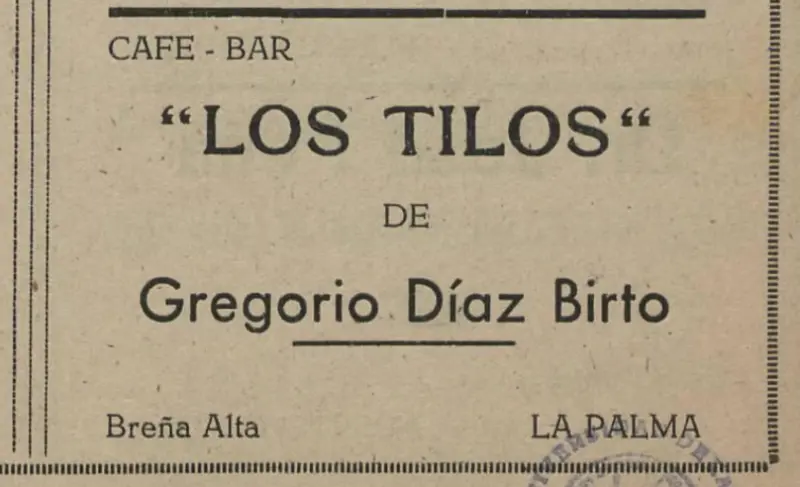 CAFE - BAR
"LOS TILOS"
DE
Gregorio Díaz Birto
Breña Alta
LA PALMA